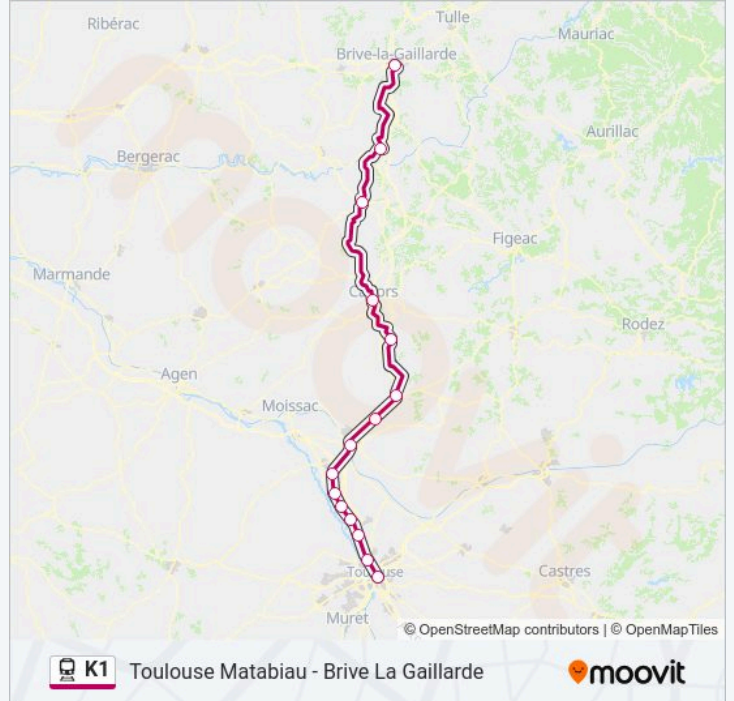 Ribérac
Tulle
Mauriac
Brive-la-Gaillarde
Aurillac
Bergerac
Figeac
Marmande
Cahors
Rodez
Agen
Moissac
Toulouse
Castres
Muret
© OpenStreetMap contributors | © OpenMapTiles
K1 Toulouse Matabiau - Brive La Gaillarde
moovit
moovit